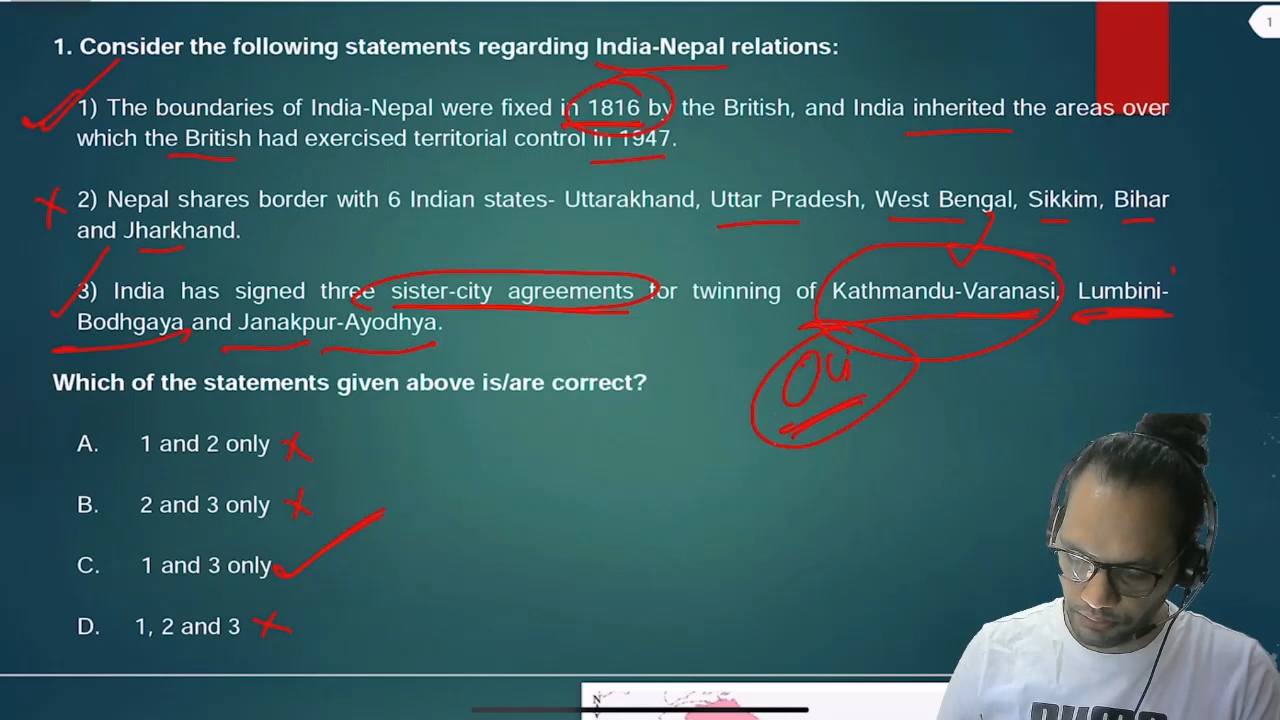 1
1. Consider the following statements regarding India-Nepal relations:
1) The boundaries of India-Nepal were fixed in 1816 by the British, and India inherited the areas over
which the British had exercised territorial control in 1947.
2) Nepal shares border with 6 Indian states- Uttarakhand, Uttar Pradesh, West Bengal, Sikkim, Bihar
and Jharkhand.
3) India has signed three sister-city agreements for twinning of Kathmandu-Varanasi, Lumbini-
Bodhgaya and Janakpur-Ayodhya.
Which of the statements given above is/are correct?
A. 1 and 2 only
B. 2 and 3 only
C. 1 and 3 only
D. 1, 2 and 3
N